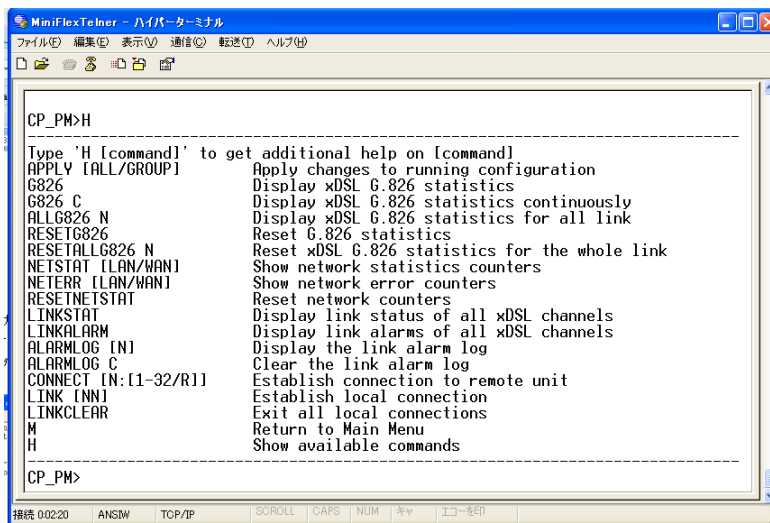 MiniFlexTelner - ハイパーターミナル
ファイル(F) 編集(E) 表示(V) 通信(C) 転送(T) ヘルプ(H)
CP_PM>H
Type 'H [command]' to get additional help on [command]
APPLY [ALL/GROUP] Apply changes to running configuration
G826 Display xDSL G.826 statistics
G826 C Display xDSL G.826 statistics continuously
ALLG826 N Display xDSL G.826 statistics for all link
RESETG826 Reset G.826 statistics
RESETALLG826 N Reset xDSL G.826 statistics for the whole link
NETSTAT [LAN/WAN] Show network statistics counters
NETERR [LAN/WAN] Show network error counters
RESETNETSTAT Reset network counters
LINKSTAT Display link status of all xDSL channels
LINKALARM Display link alarms of all xDSL channels
ALARMLOG [N] Display the link alarm log
ALARMLOG C Clear the link alarm log
CONNECT [N:[1-32/R]] Establish connection to remote unit
LINK [NN] Establish local connection
LINKCLEAR Exit all local connections
M Return to Main Menu
H Show available commands
CP_PM>
接続 0:02:20 ANSIW TCP/IP SCROLL CAPS NUM キャ エコーを印